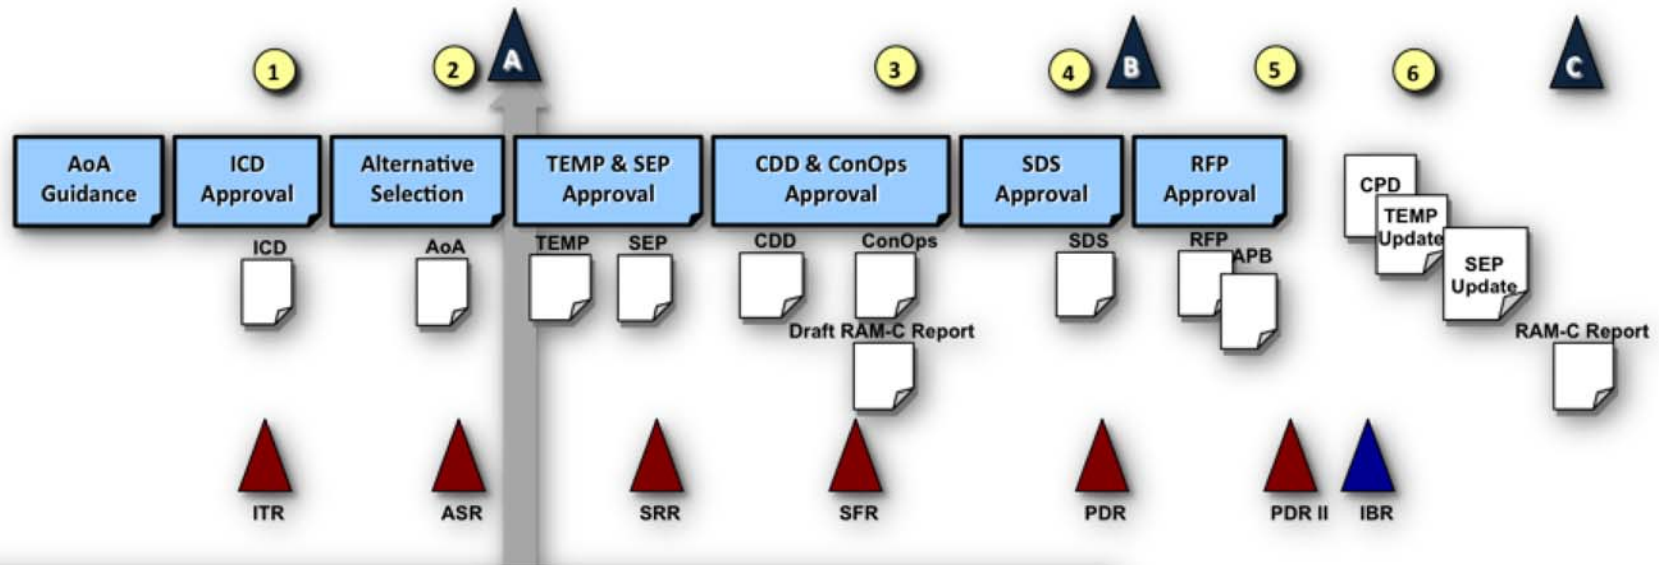 1
2
A
3
4
B
5
6
C
AoA
Guidance
ICD
Approval
Alternative
Selection
TEMP & SEP
Approval
CDD & ConOps
Approval
SDS
Approval
RFP
Approval
CPD
TEMP
Update
SEP
Update
ICD
AoA
TEMP
SEP
CDD
ConOps
SDS
RFP
APB
Draft RAM-C Report
RAM-C Report
ITR
ASR
SRR
SFR
PDR
PDR II
IBR